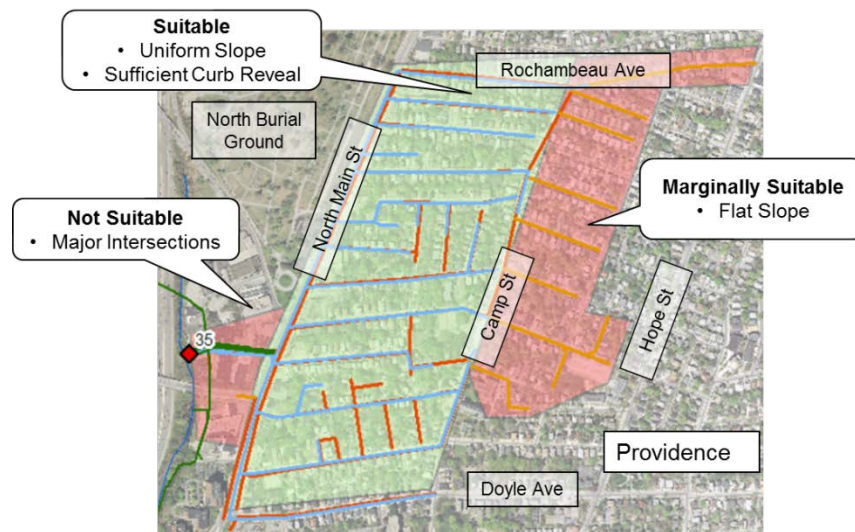 Suitable
• Uniform Slope
• Sufficient Curb Reveal
Rochambeau Ave
North Burial
Ground
North Main St
Marginally Suitable
• Flat Slope
Not Suitable
• Major Intersections
Camp St
Hope St
35
Providence
Doyle Ave